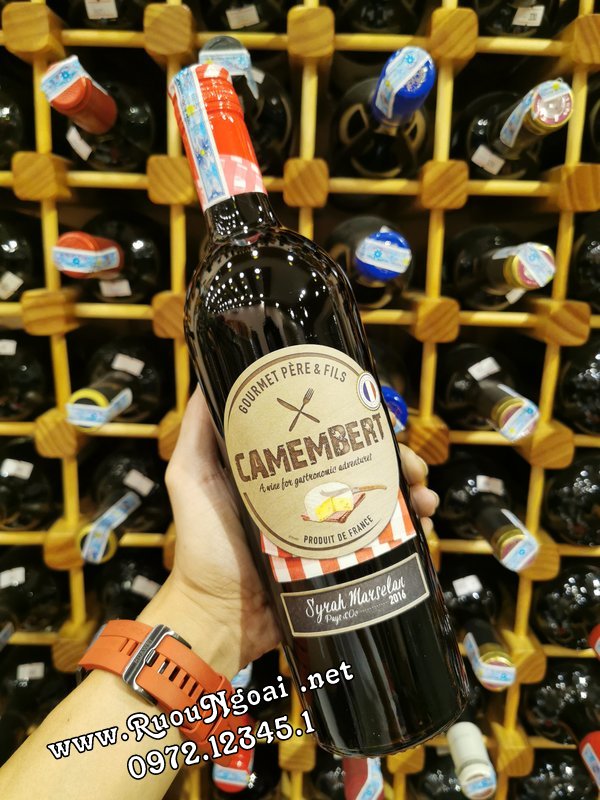 GOURMET PÈRE & FILS
CAMEMBERT
A wine for gastronomic adventures
PRODUIT DE FRANCE
Syrah Marselan
Pays d'Oc
2016
www.RuouNgoai.net
0972.12345.1